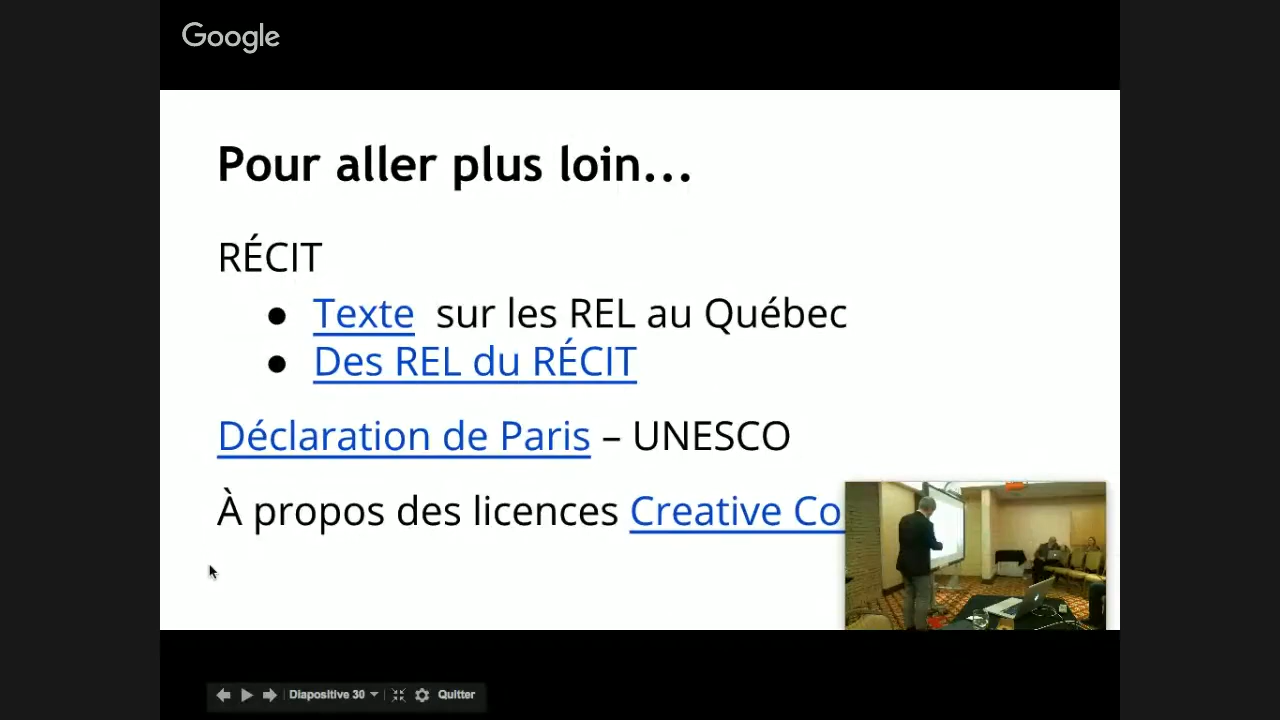 Google
Pour aller plus loin...
RÉCIT
● Texte sur les REL au Québec
● Des REL du RÉCIT
Déclaration de Paris – UNESCO
À propos des licences Creative Co
Diapositive 30 Quitter